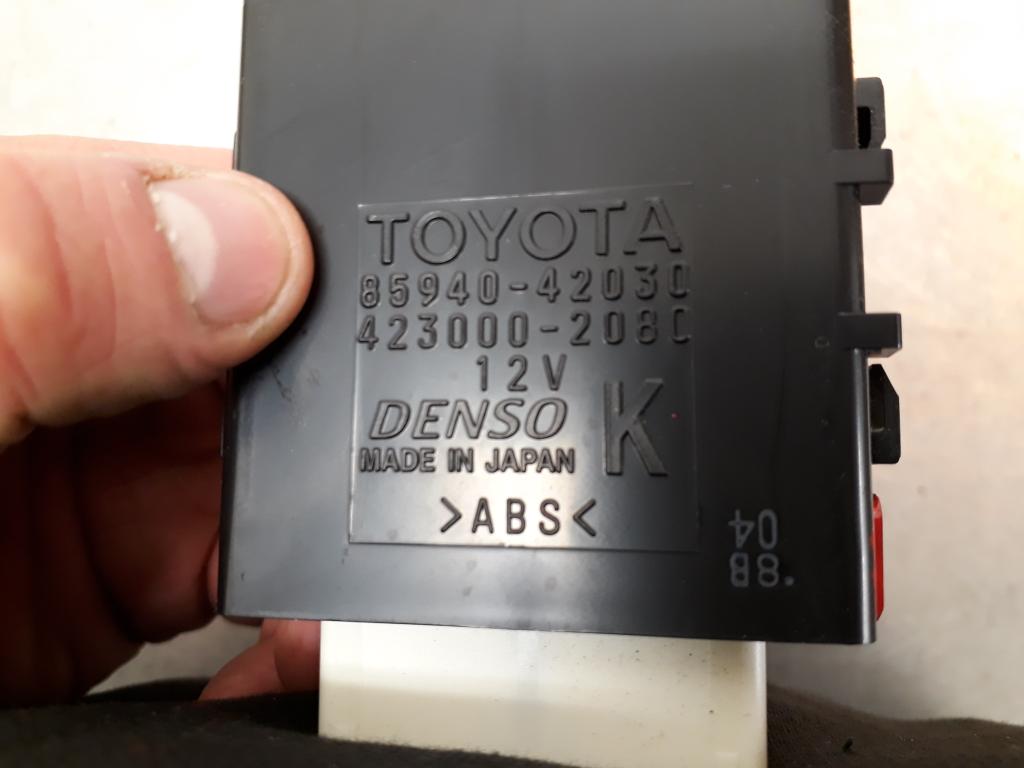 TOYOTA
85940-42030
423000-2080
12V
DENSO
K
MADE IN JAPAN
>ABS<
04
.8B